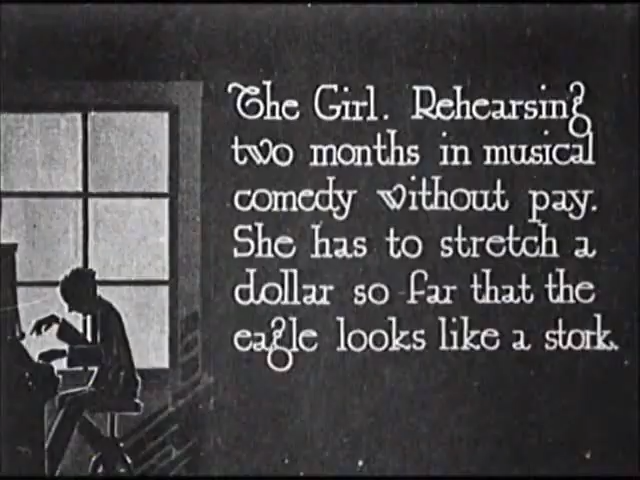 The Girl. Rehearsing
two months in musical
comedy without pay.
She has to stretch a
dollar so far that the
eagle looks like a stork.